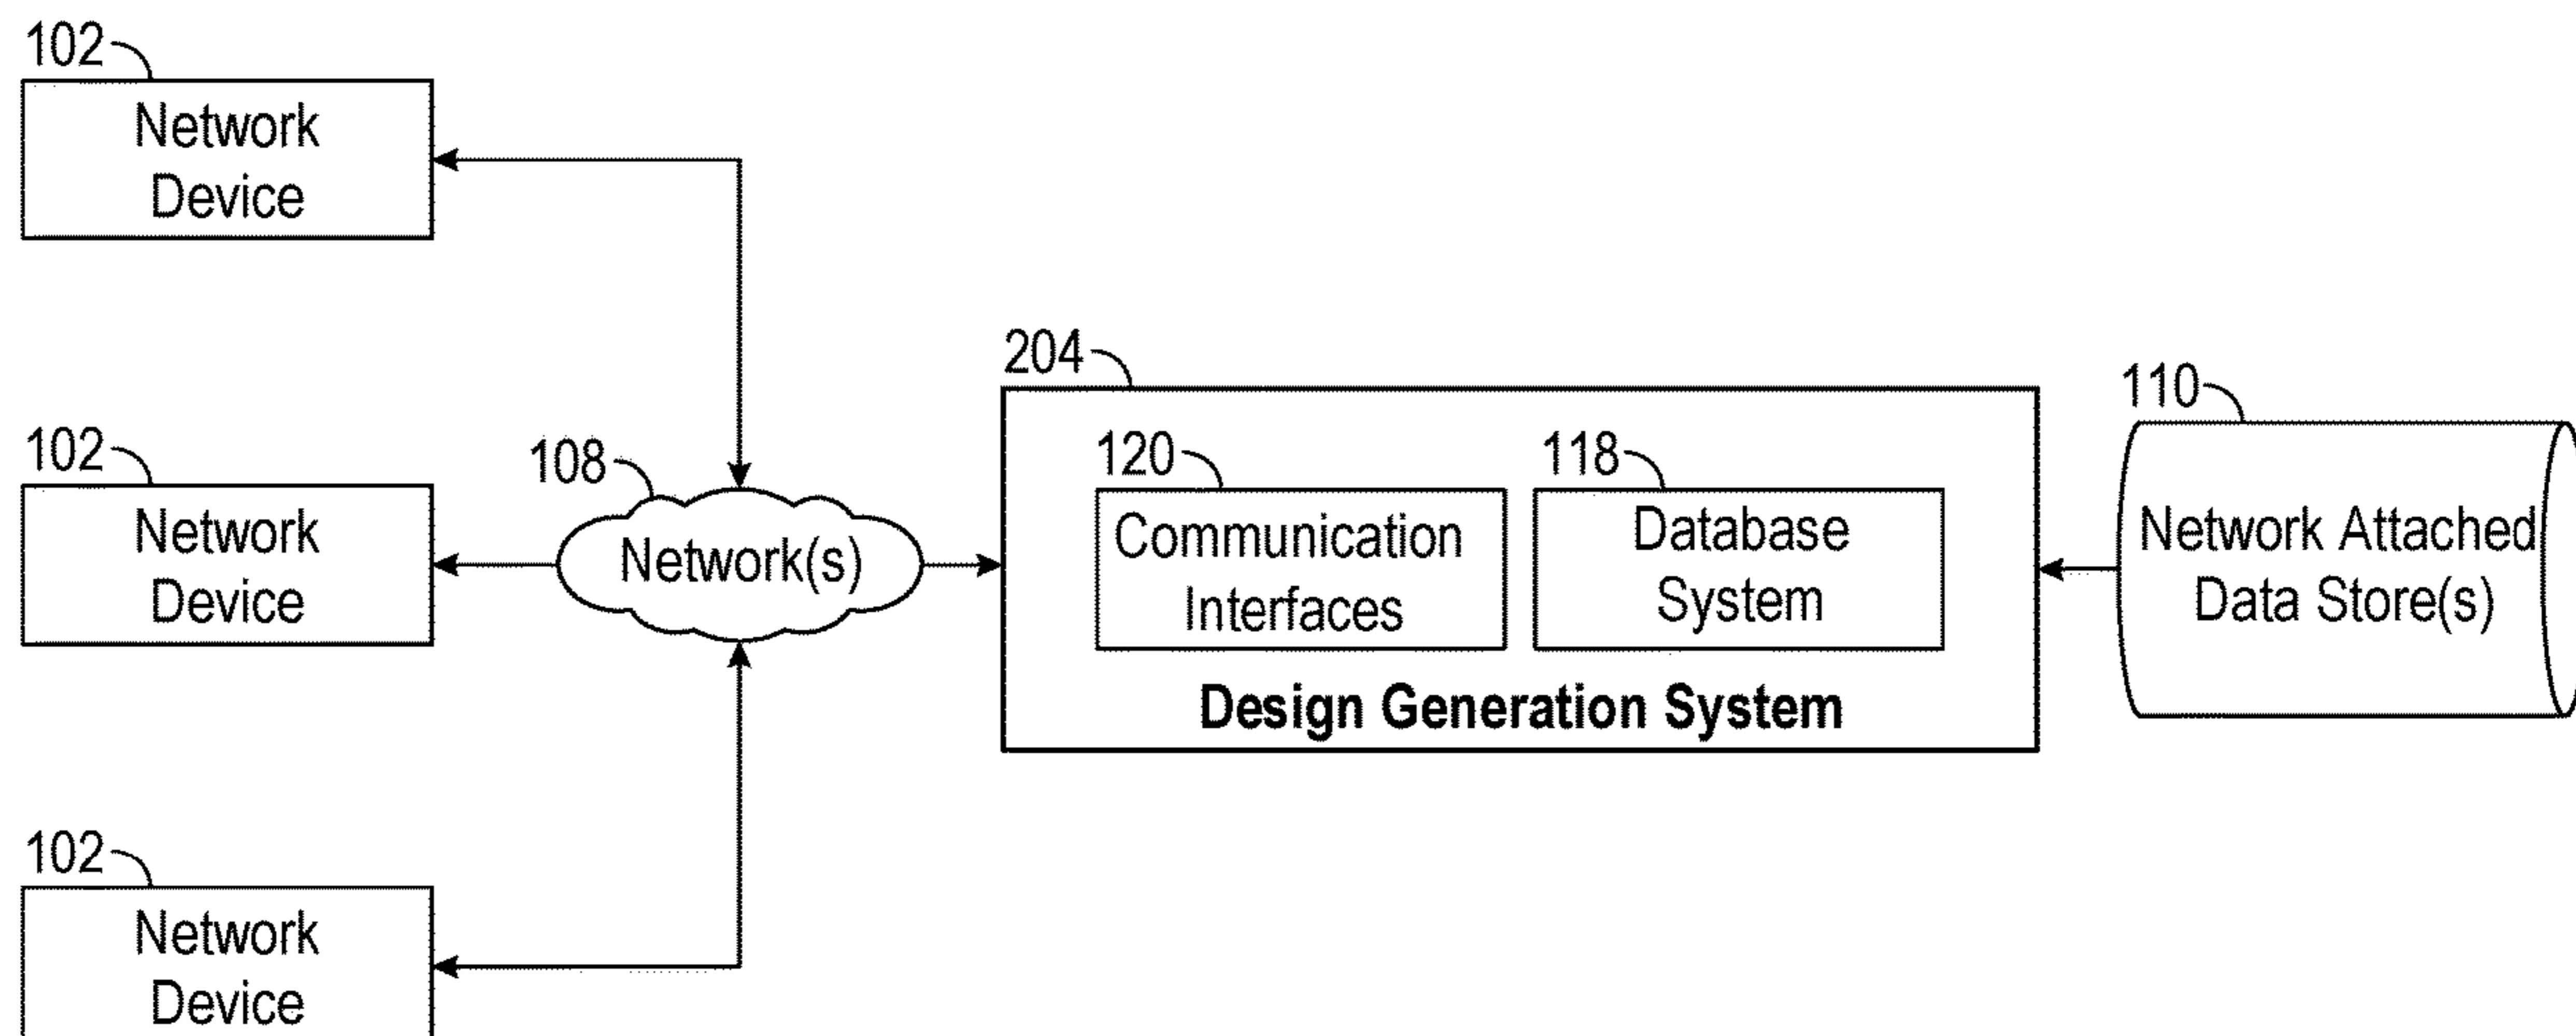 102
Network
Device
102
Network
Device
108
Network(s)
204
120
Communication
Interfaces
118
Database
System
Design Generation System
110
Network Attached
Data Store(s)
102
Network
Device